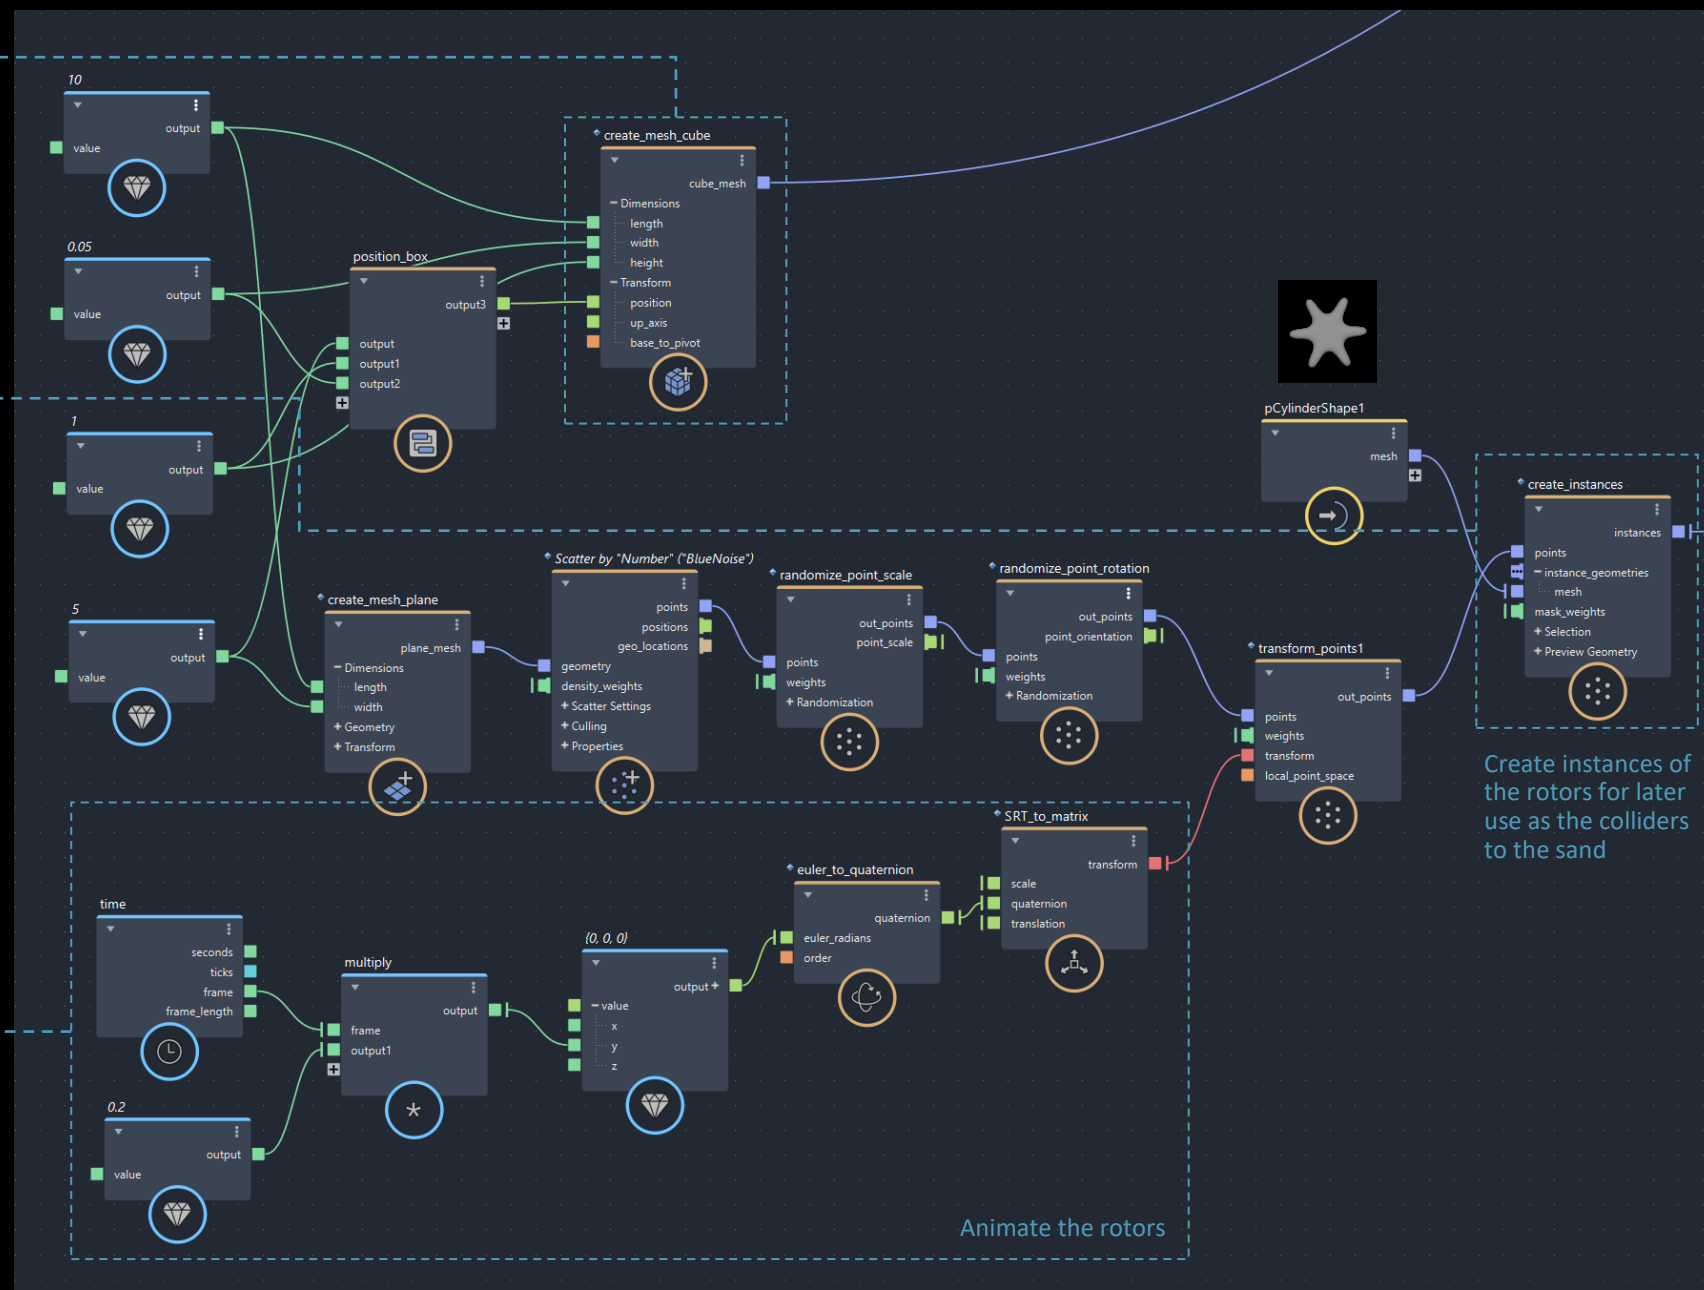 10
output
value
0.05
output
value
1
output
value
5
output
value
position_box
output3
output
output1
output2
create_mesh_cube
cube_mesh
Dimensions
length
width
height
Transform
position
up_axis
base_to_pivot
pCylinderShape1
mesh
create_instances
instances
points
instance_geometries
mesh
mask_weights
Selection
Preview Geometry
Create instances of
the rotors for later
use as the colliders
to the sand
create_mesh_plane
plane_mesh
Dimensions
length
width
Geometry
Transform
Scatter by "Number" ("BlueNoise")
points
positions
geo_locations
geometry
density_weights
Scatter Settings
Culling
Properties
randomize_point_scale
out_points
point_scale
points
weights
Randomization
randomize_point_rotation
out_points
point_orientation
points
weights
Randomization
transform_points1
out_points
points
weights
transform
local_point_space
time
seconds
ticks
frame
frame_length
0.2
output
value
multiply
output
frame
output1
*
{0, 0, 0}
output
value
x
y
z
euler_to_quaternion
quaternion
euler_radians
order
SRT_to_matrix
transform
scale
quaternion
translation
Animate the rotors